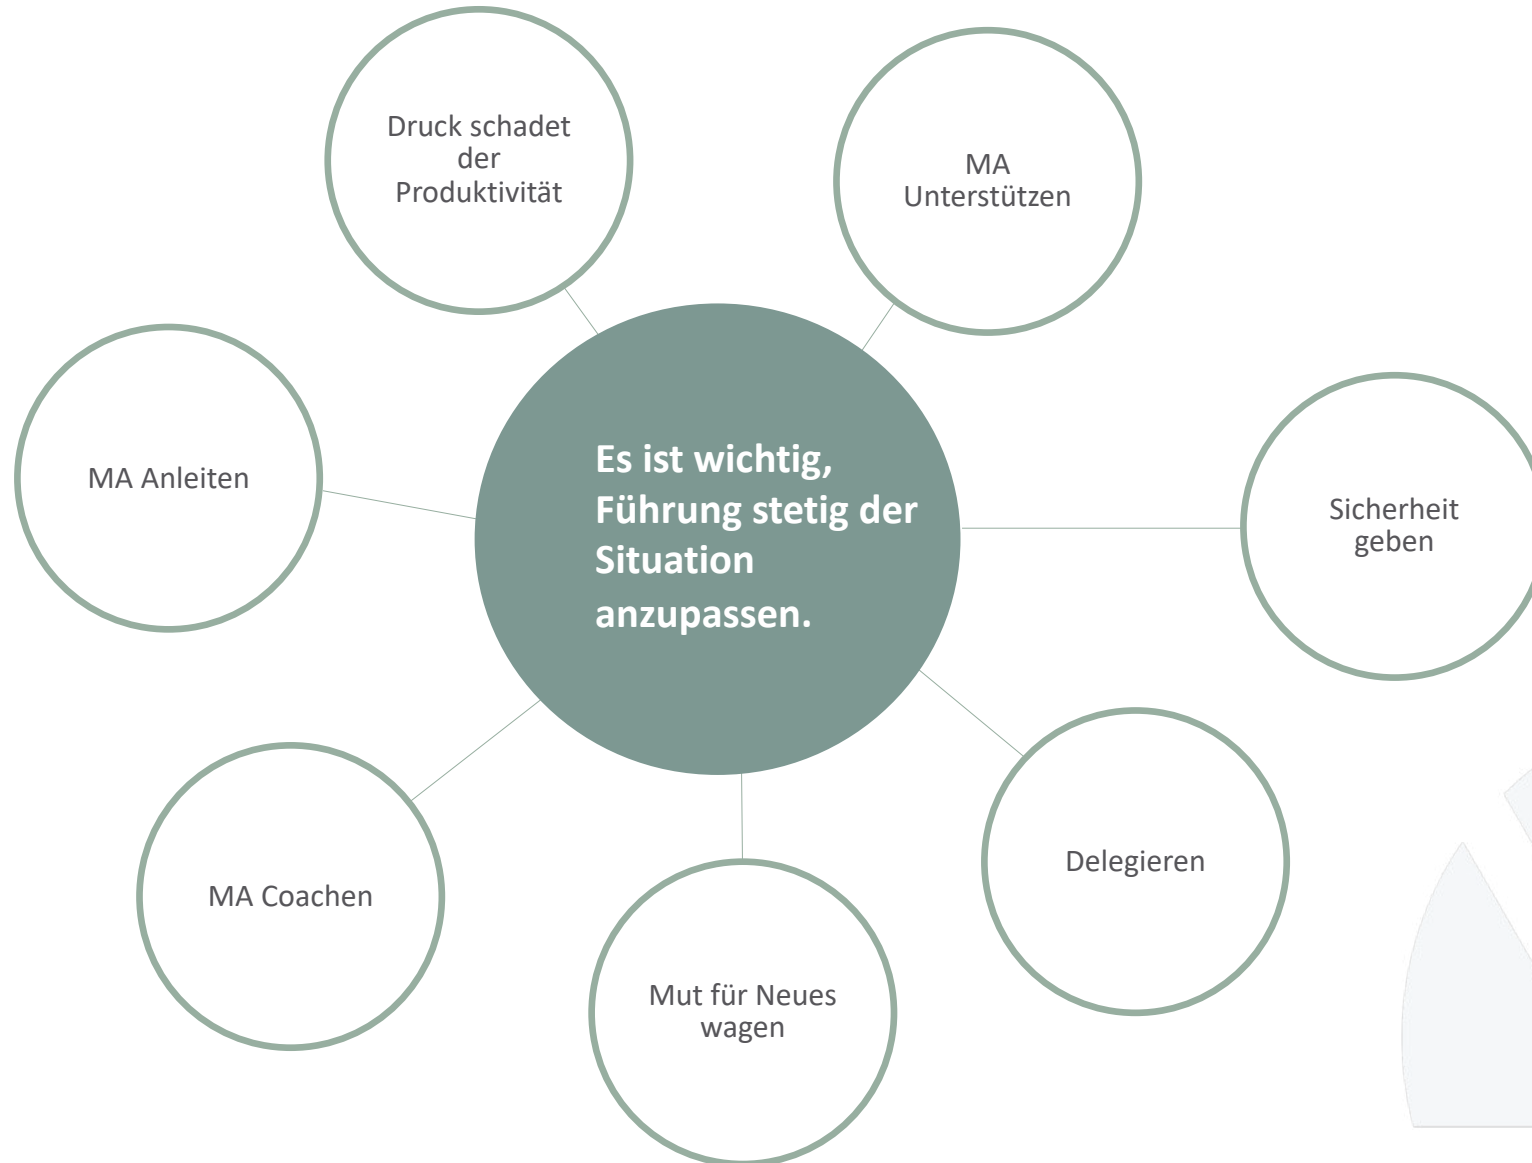 Druck schadet
der
Produktivität
MA
Unterstützen
MA Anleiten
Es ist wichtig,
Führung stetig der
Situation
anzupassen.
Sicherheit
geben
MA Coachen
Delegieren
Mut für Neues
wagen